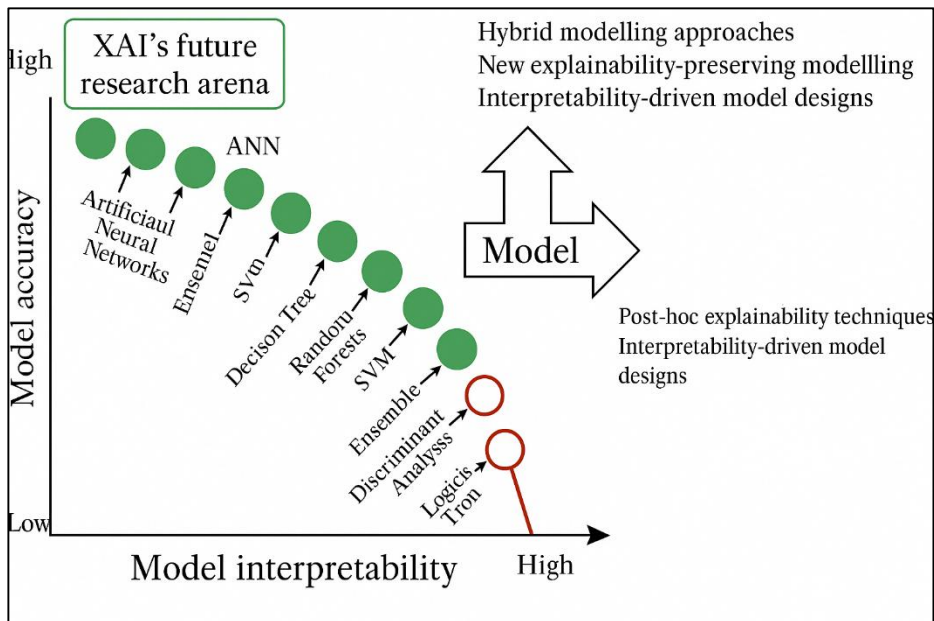 High
XAI's future
research arena
Hybrid modelling approaches
New explainability-preserving modellling
Interpretability-driven model designs
ANN
Model accuracy
Artificiaul
Neural
Networks
Ensemel
Svm
Decison Tree
Randoru
Forests
SVM
Ensemble
Discriminant
Analysss
Logicis
Tron
Model
Post-hoc explainability techniques
Interpretability-driven model
designs
Low
Model interpretability
High